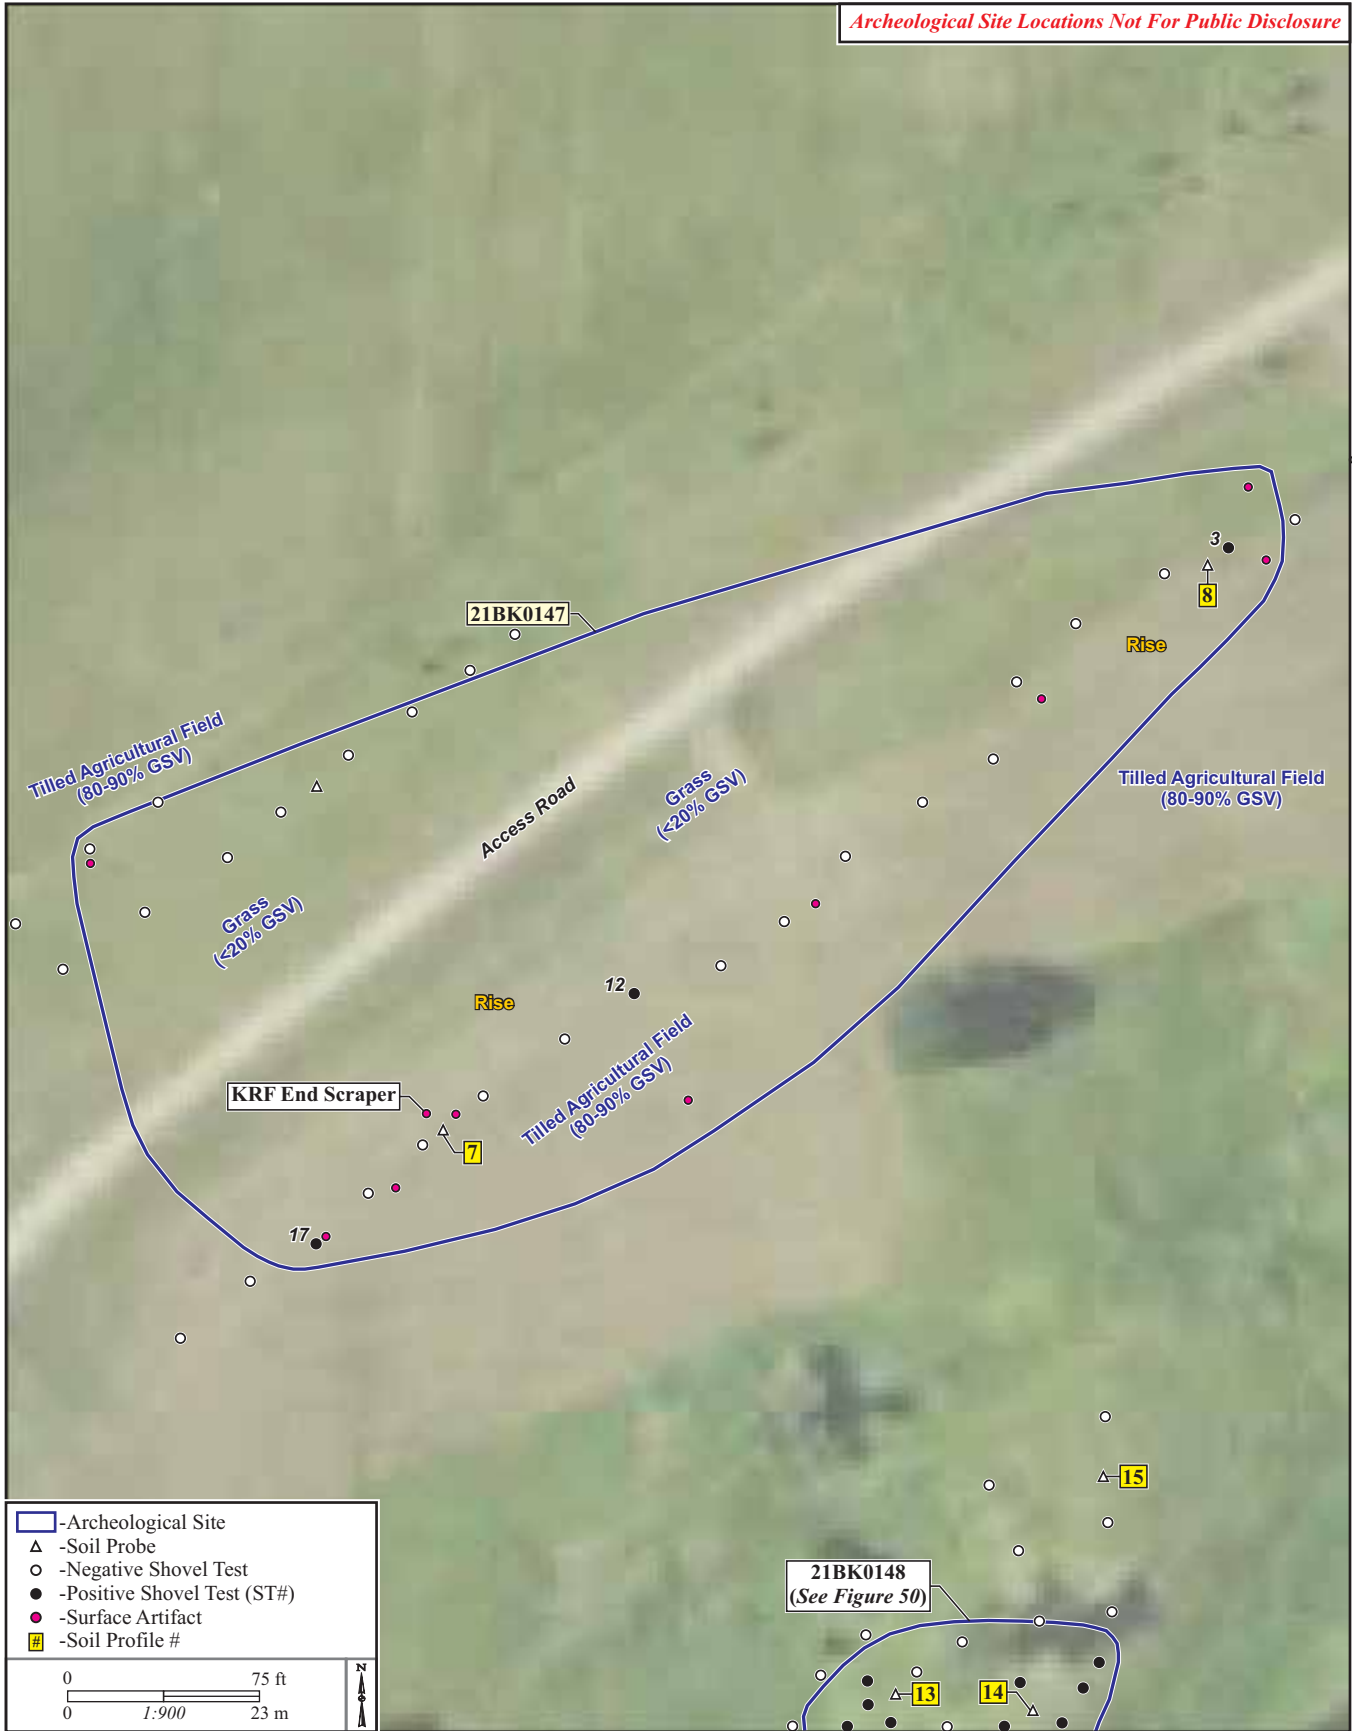 Archeological Site Locations Not For Public Disclosure
3
8
21BK0147
Rise
Tilled Agricultural Field
(80-90% GSV)
Grass
(<20% GSV)
Tilled Agricultural Field
(80-90% GSV)
Access Road
Grass
(<20% GSV)
12
Rise
Tilled Agricultural Field
(80-90% GSV)
KRF End Scraper
7
17
15
-Archeological Site
-Soil Probe
-Negative Shovel Test
-Positive Shovel Test (ST#)
-Surface Artifact
# -Soil Profile #
0 75 ft
0 1:900 23 m
N
21BK0148
(See Figure 50)
13
14